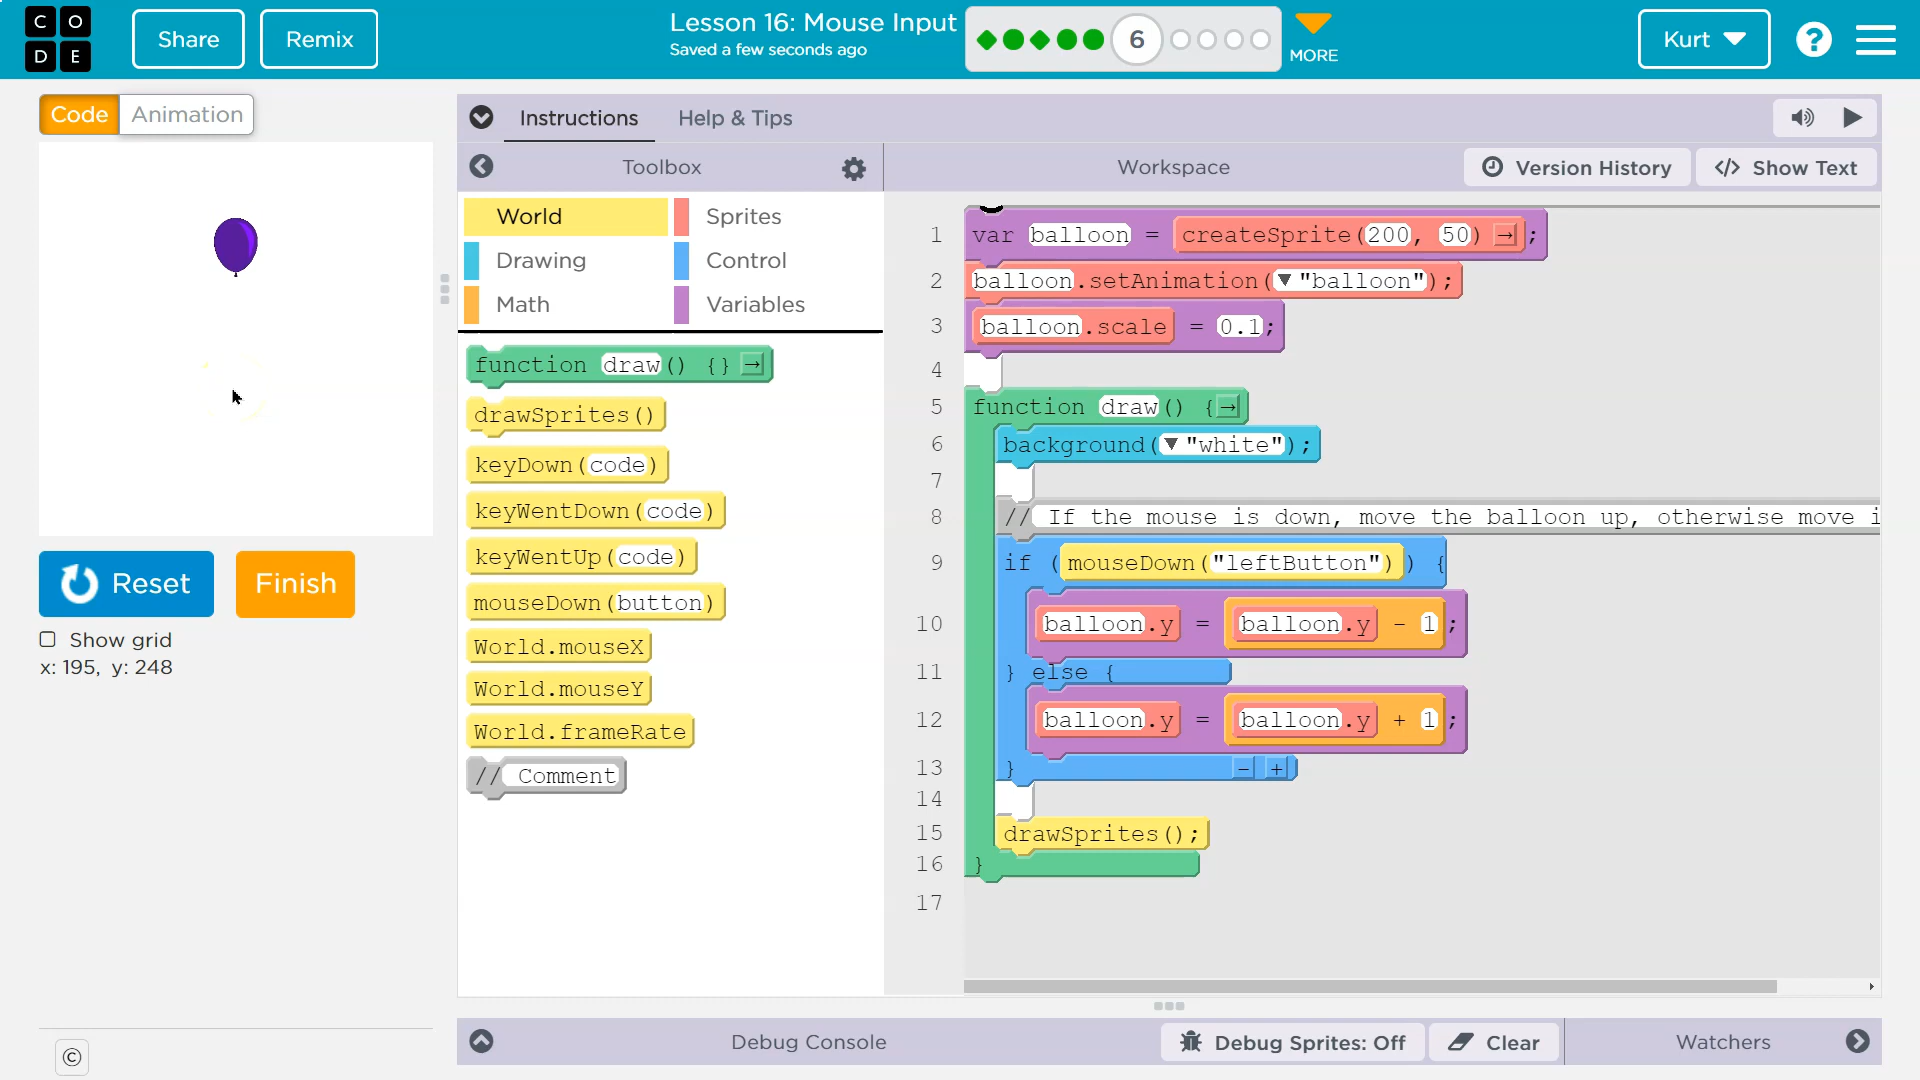 C O
D E
Share
Remix
Lesson 16: Mouse Input
Saved a few seconds ago
6
MORE
Kurt
?
Code
Animation
Instructions
Help & Tips
Toolbox
Workspace
Version History
</> Show Text
World
Sprites
Drawing
Control
Math
Variables
function draw() {}
drawSprites()
keyDown(code)
keyWentDown(code)
keyWentUp(code)
mouseDown(button)
World.mouseX
World.mouseY
World.frameRate
// Comment
1 var balloon = createSprite(200, 50);
2 balloon.setAnimation("balloon");
3 balloon.scale = 0.1;
4
5 function draw() {
6 background("white");
7
8 // If the mouse is down, move the balloon up, otherwise move i
9 if (mouseDown("leftButton")) {
10 balloon.y = balloon.y - 1;
11 } else {
12 balloon.y = balloon.y + 1;
13 } - +
14
15 drawSprites();
16 }
17
Reset
Finish
Show grid
x: 195, y: 248
©
Debug Console
Debug Sprites: Off
Clear
Watchers